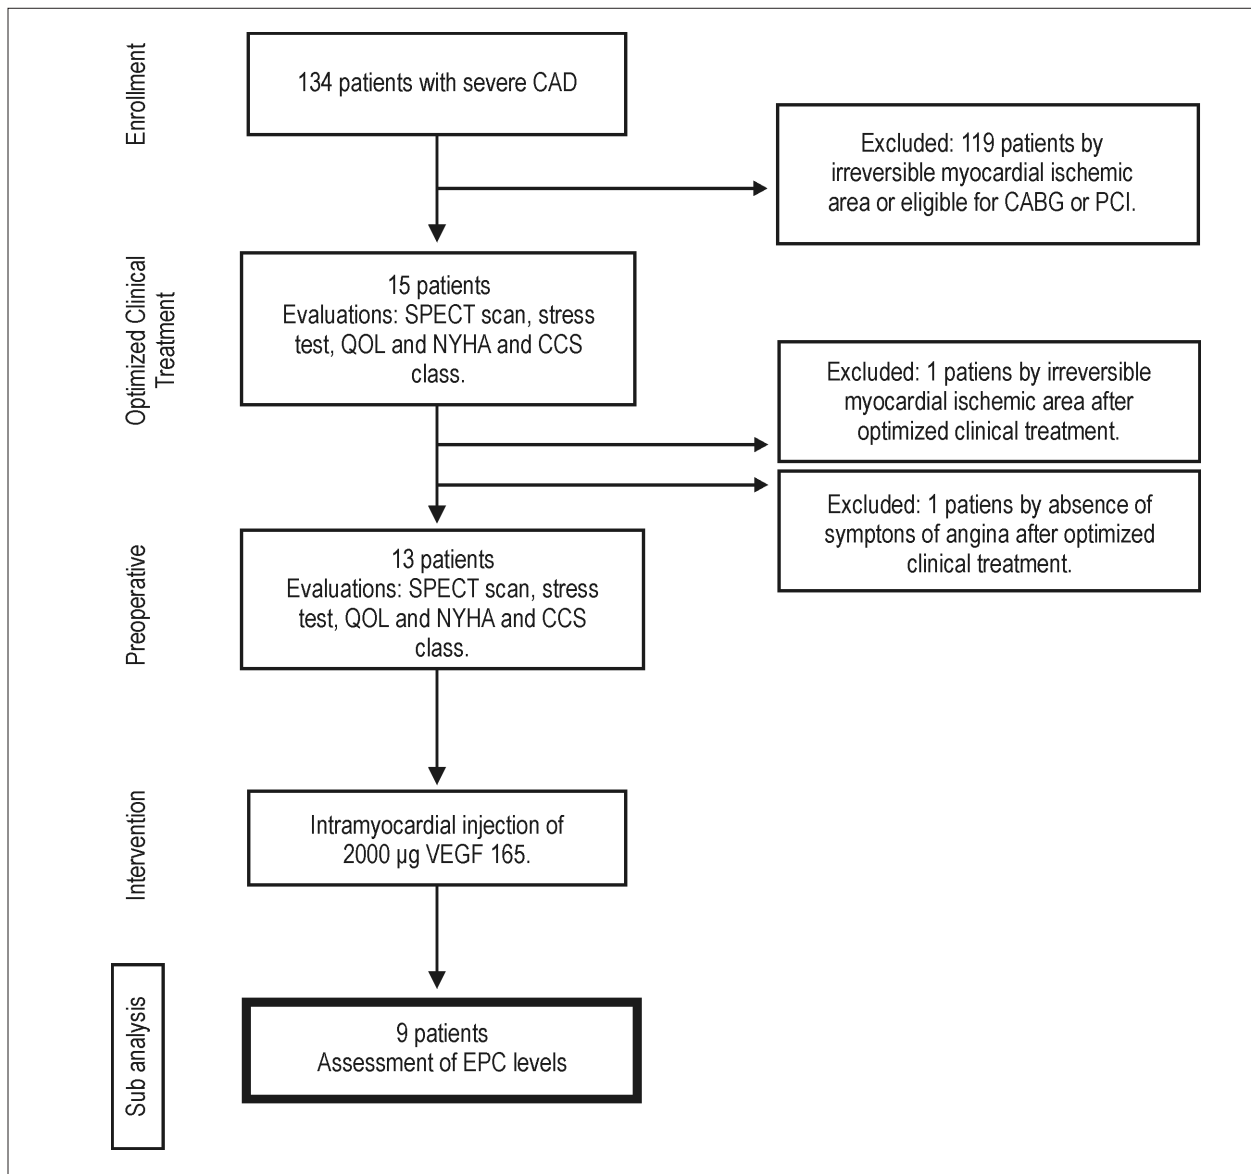 Enrollment
134 patients with severe CAD
Excluded: 119 patients by
irreversible myocardial ischemic
area or eligible for CABG or PCI.
Optimized Clinical
Treatment
15 patients
Evaluations: SPECT scan, stress
test, QOL and NYHA and CCS
class.
Excluded: 1 patiens by irreversible
myocardial ischemic area after
optimized clinical treatment.
Excluded: 1 patiens by absence of
symptons of angina after optimized
clinical treatment.
Preoperative
13 patients
Evaluations: SPECT scan, stress
test, QOL and NYHA and CCS
class.
Intervention
Intramyocardial injection of
2000 µg VEGF 165.
Sub analysis
9 patients
Assessment of EPC levels